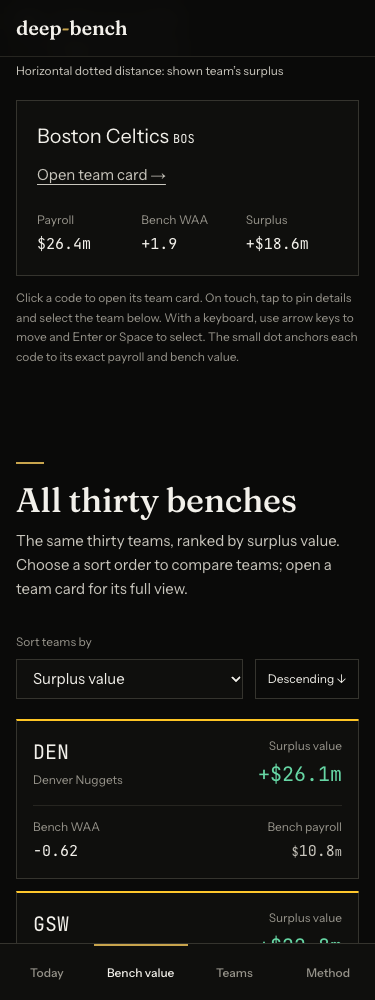 deep-bench
Horizontal dotted distance: shown team's surplus
Boston Celtics BOS
Open team card →
Payroll Bench WAA Surplus
$26.4m +1.9 +$18.6m
Click a code to open its team card. On touch, tap to pin details
and select the team below. With a keyboard, use arrow keys to
move and Enter or Space to select. The small dot anchors each
code to its exact payroll and bench value.
All thirty benches
The same thirty teams, ranked by surplus value.
Choose a sort order to compare teams; open a
team card for its full view.
Sort teams by
Surplus value Descending ↓
DEN Surplus value
Denver Nuggets +$26.1m
Bench WAA Bench payroll
-0.62 $10.8m
GSW Surplus value
Today Bench value Teams Method